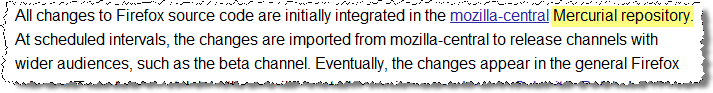 All changes to Firefox source code are initially integrated in the mozilla-central Mercurial repository.
At scheduled intervals, the changes are imported from mozilla-central to release channels with
wider audiences, such as the beta channel. Eventually, the changes appear in the general Firefox